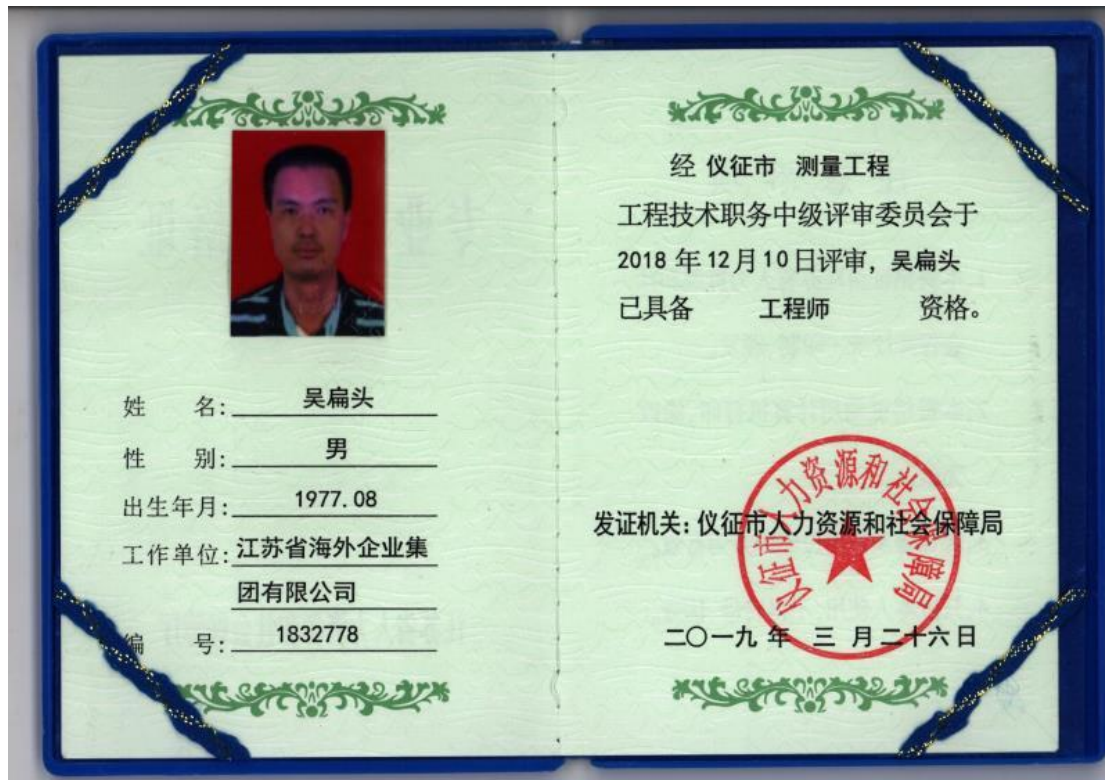 姓 名: 吴扁头
性 别: 男
出生年月: 1977.08
工作单位: 江苏省海外企业集
团有限公司
编 号: 1832778
经 仪征市 测量工程
工程技术职务中级评审委员会于
2018 年 12 月 10 日评审, 吴扁头
已具备 工程师 资格。
发证机关: 仪征市人力资源和社会保障局
二〇一九 年 三 月 二十六 日
仪征市人力资源和社会保障局